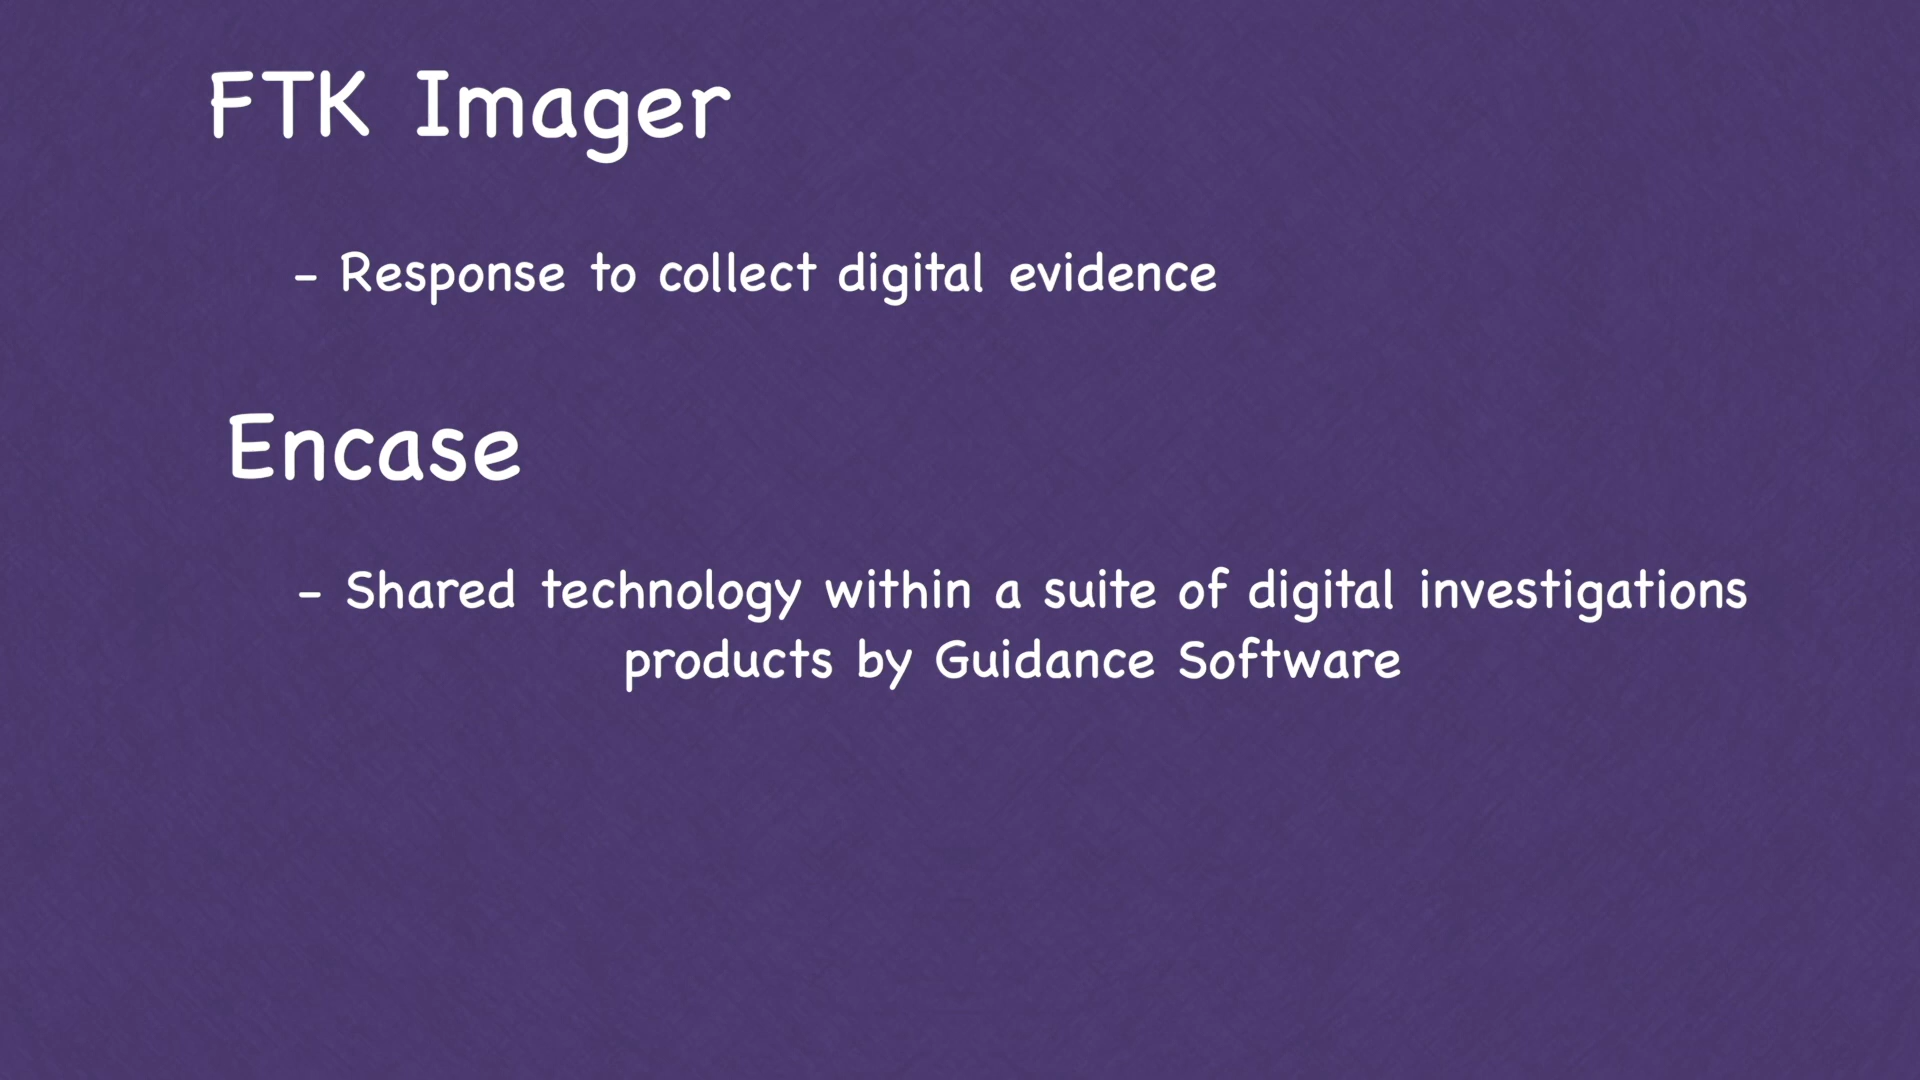 FTK Imager
- Response to collect digital evidence
Encase
- Shared technology within a suite of digital investigations
products by Guidance Software